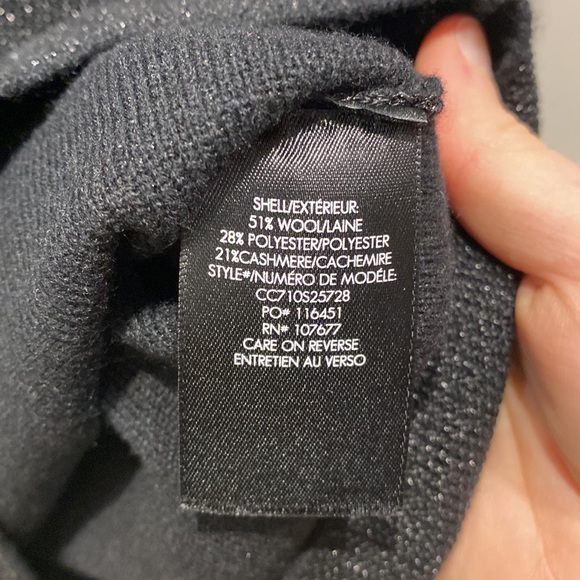 SHELL/EXTÉRIEUR:
51% WOOL/LAINE
28% POLYESTER/POLYESTER
21%CASHMERE/CACHEMIRE
STYLE#/NUMÉRO DE MODÉLE:
CC710S25728
PO# 116451
RN# 107677
CARE ON REVERSE
ENTRETIEN AU VERSO